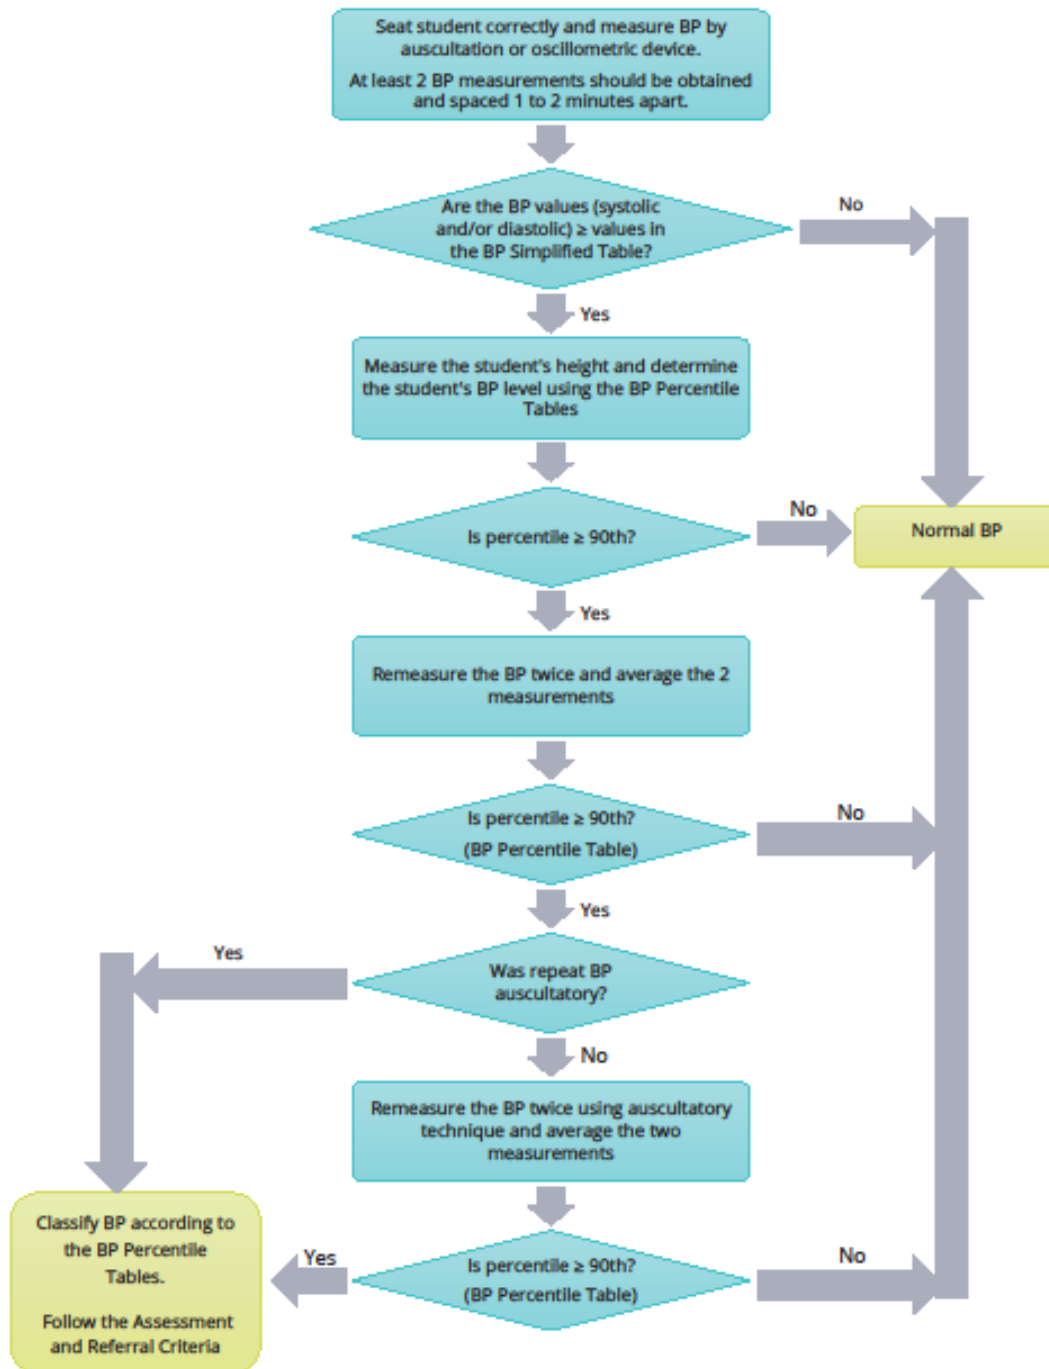 Seat student correctly and measure BP by
auscultation or oscillometric device.
At least 2 BP measurements should be obtained
and spaced 1 to 2 minutes apart.
Are the BP values (systolic
and/or diastolic) ≥ values in
the BP Simplified Table?
No
Yes
Measure the student's height and determine
the student's BP level using the BP Percentile
Tables
Is percentile ≥ 90th?
No
Normal BP
Yes
Remeasure the BP twice and average the 2
measurements
Is percentile ≥ 90th?
(BP Percentile Table)
No
Yes
Was repeat BP
auscultatory?
Yes
No
Remeasure the BP twice using auscultatory
technique and average the two
measurements
Is percentile ≥ 90th?
(BP Percentile Table)
No
Yes
Classify BP according to
the BP Percentile
Tables.
Follow the Assessment
and Referral Criteria